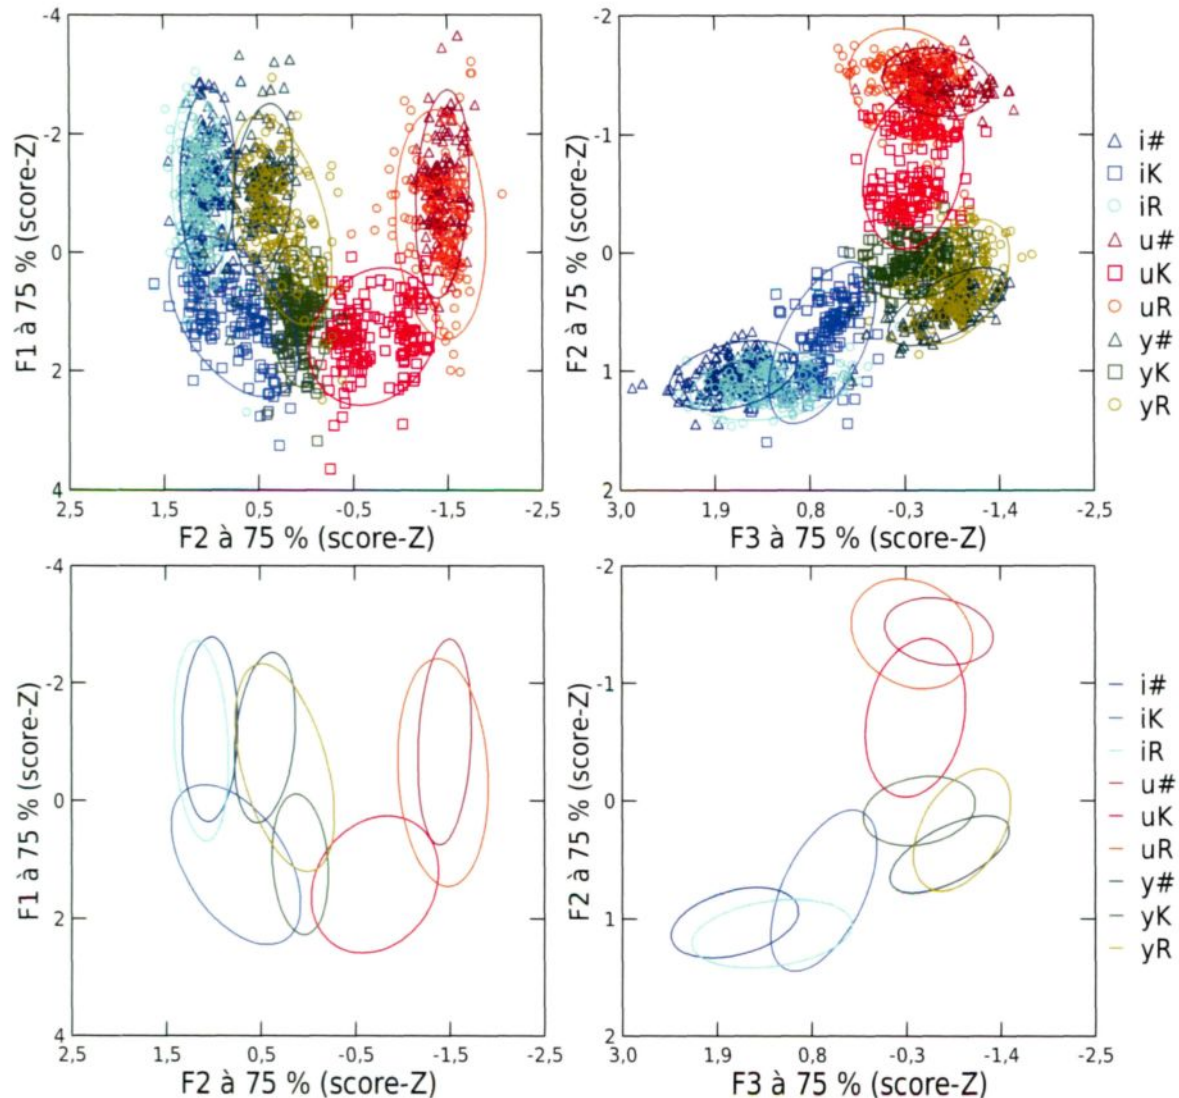 -4
-2
0
2
4
F1 à 75 % (score-Z)
2,5 1,5 0,5 -0,5 -1,5 -2,5
F2 à 75 % (score-Z)
-2
-1
0
1
2
F2 à 75 % (score-Z)
3,0 1,9 0,8 -0,3 -1,4 -2,5
F3 à 75 % (score-Z)
i#
iK
iR
u#
uK
uR
y#
yK
yR
-4
-2
0
2
4
F1 à 75 % (score-Z)
2,5 1,5 0,5 -0,5 -1,5 -2,5
F2 à 75 % (score-Z)
-2
-1
0
1
2
F2 à 75 % (score-Z)
3,0 1,9 0,8 -0,3 -1,4 -2,5
F3 à 75 % (score-Z)
i#
iK
iR
u#
uK
uR
y#
yK
yR